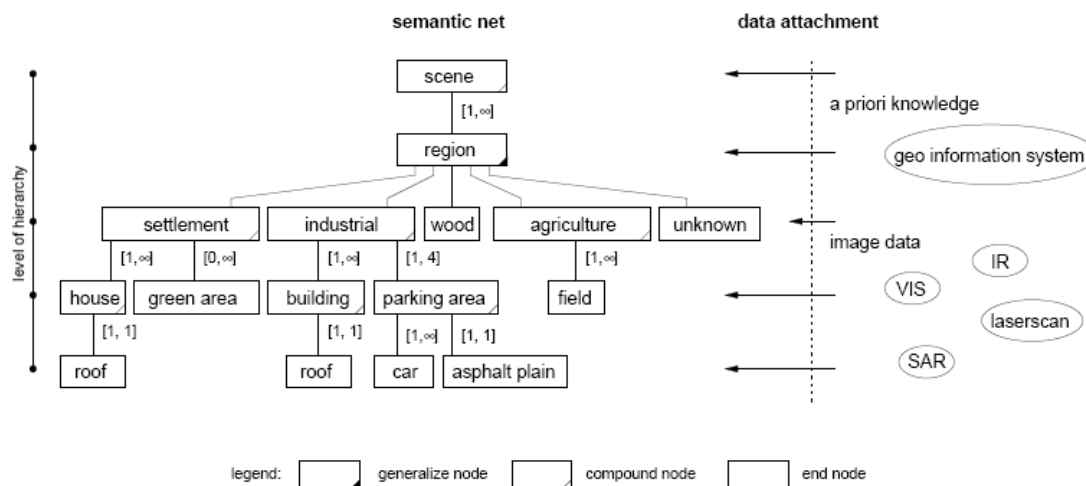 semantic net data attachment
scene
[1,∞] a priori knowledge
region geo information system
level of hierarchy
settlement industrial wood agriculture unknown
image data
[1,∞] [0,∞] [1,∞] [1, 4] [1,∞] IR
house green area building parking area field VIS
laserscan
[1, 1] [1, 1] [1,∞] [1, 1]
roof roof car asphalt plain SAR
legend: generalize node compound node end node